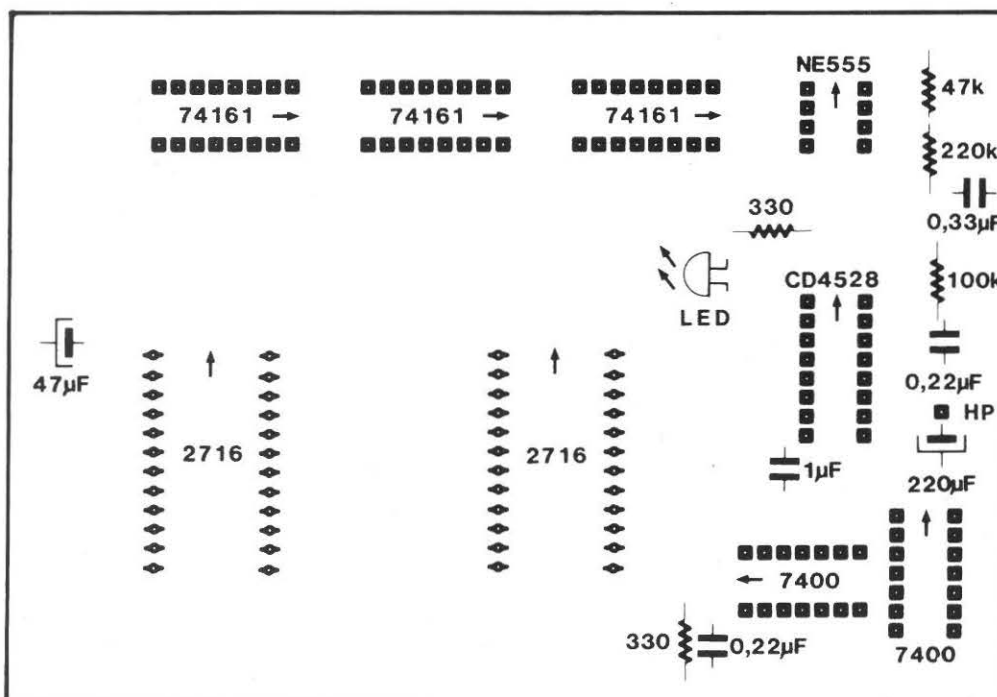 NE555
74161
74161
74161
47k
220k
330
0,33µF
CD4528
100k
LED
47µF
0,22µF
HP
2716
2716
1µF
220µF
7400
330
0,22µF
7400